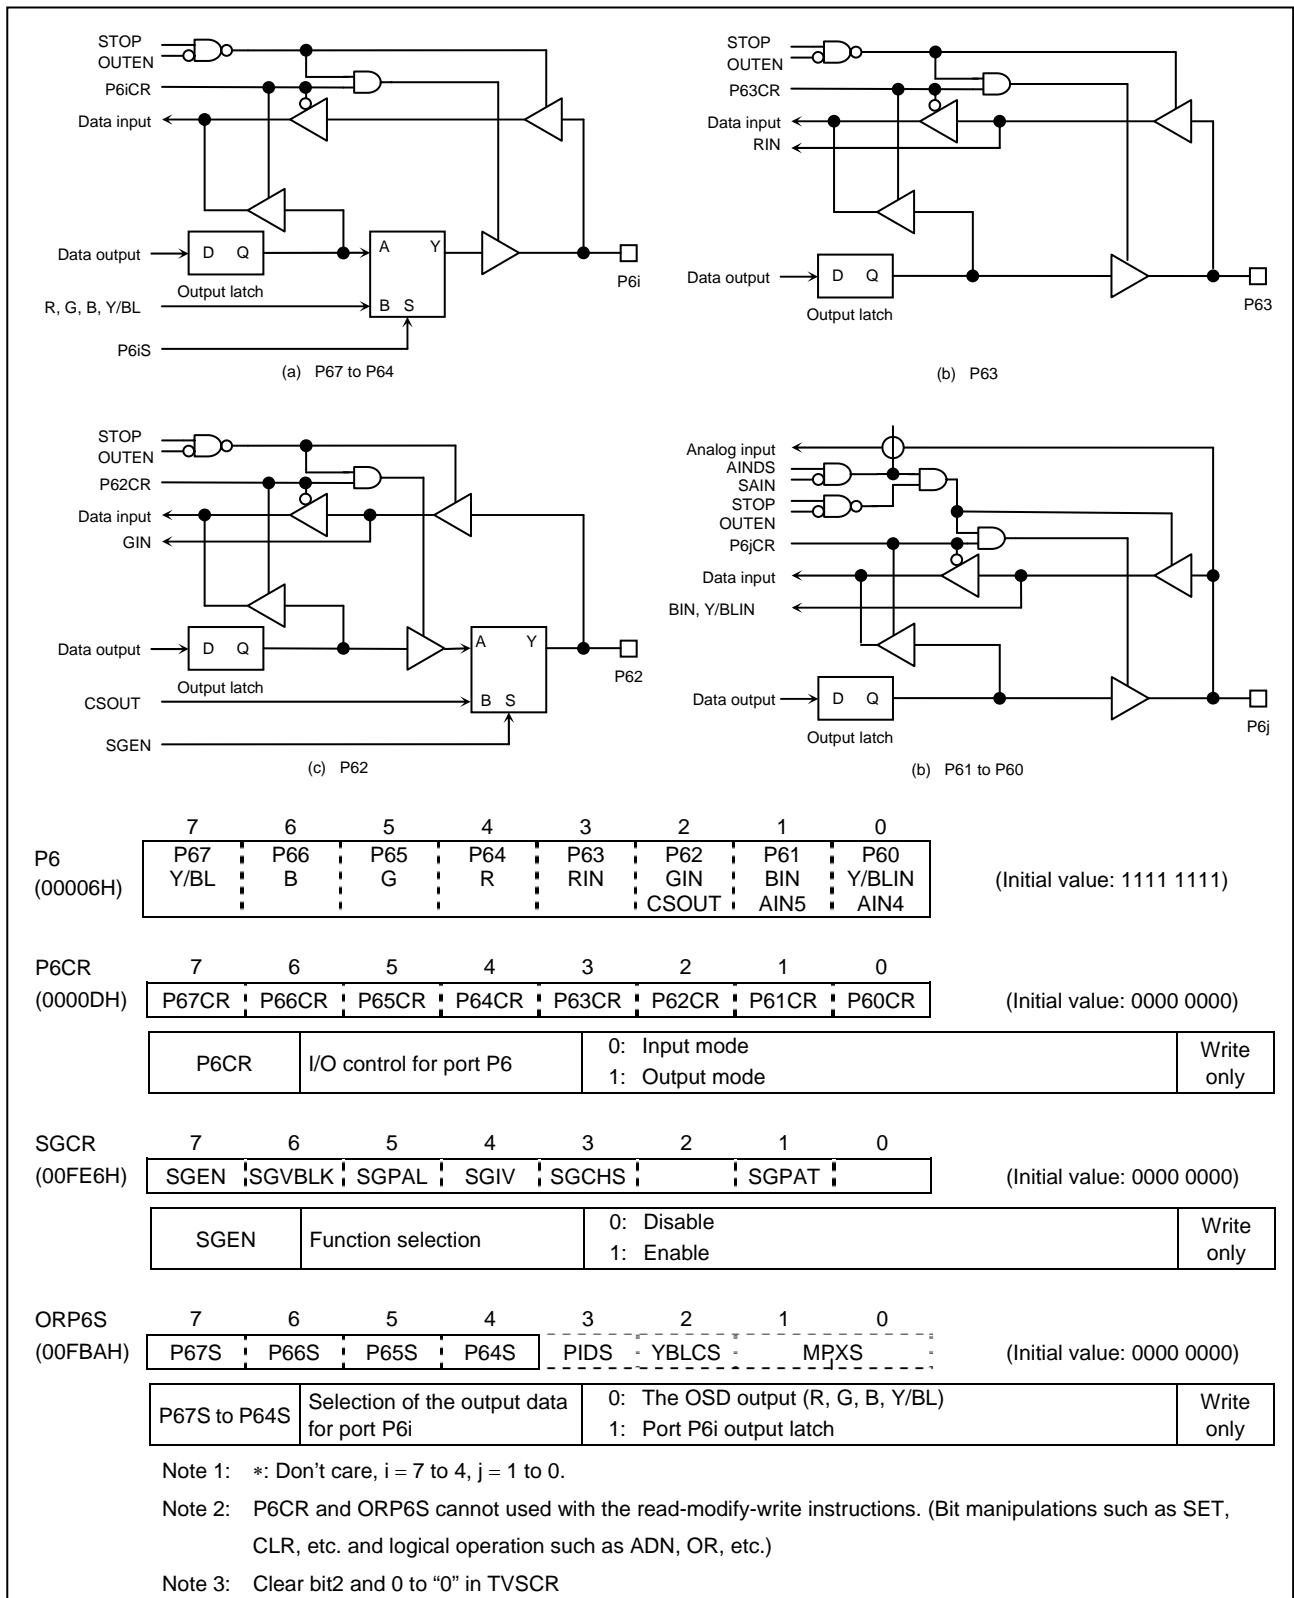 STOP
OUTEN
P6iCR
Data input
Data output
D Q
Output latch
A Y
B S
R, G, B, Y/BL
P6iS
P6i
(a) P67 to P64
STOP
OUTEN
P63CR
Data input
RIN
Data output
D Q
Output latch
P63
(b) P63
STOP
OUTEN
P62CR
Data input
GIN
Data output
D Q
Output latch
A Y
B S
CSOUT
SGEN
P62
(c) P62
Analog input
AINDS
SAIN
STOP
OUTEN
P6jCR
Data input
BIN, Y/BLIN
Data output
D Q
Output latch
P6j
(b) P61 to P60
7 6 5 4 3 2 1 0
P6 P67 P66 P65 P64 P63 P62 P61 P60
(00006H) Y/BL B G R RIN GIN BIN Y/BLIN (Initial value: 1111 1111)
CSOUT AIN5 AIN4
P6CR 7 6 5 4 3 2 1 0
(0000DH) P67CR P66CR P65CR P64CR P63CR P62CR P61CR P60CR (Initial value: 0000 0000)
P6CR I/O control for port P6 0: Input mode Write
1: Output mode only
SGCR 7 6 5 4 3 2 1 0
(00FE6H) SGEN SGVBLK SGPAL SGIV SGCHS SGPAT (Initial value: 0000 0000)
SGEN Function selection 0: Disable Write
1: Enable only
ORP6S 7 6 5 4 3 2 1 0
(00FBAH) P67S P66S P65S P64S PIDS YBLCS MPXS (Initial value: 0000 0000)
P67S to P64S Selection of the output data 0: The OSD output (R, G, B, Y/BL) Write
for port P6i 1: Port P6i output latch only
Note 1: *: Don't care, i = 7 to 4, j = 1 to 0.
Note 2: P6CR and ORP6S cannot used with the read-modify-write instructions. (Bit manipulations such as SET,
CLR, etc. and logical operation such as ADN, OR, etc.)
Note 3: Clear bit2 and 0 to “0” in TVSCR